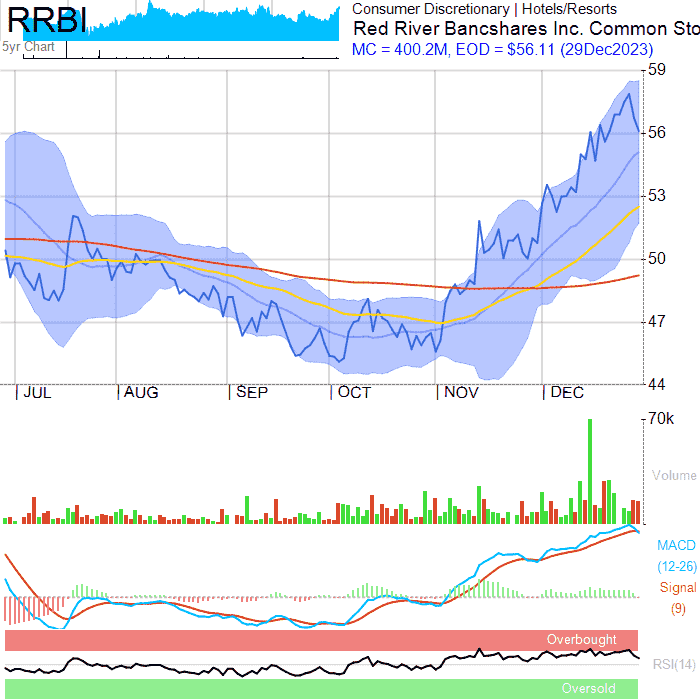 RRBI
Consumer Discretionary | Hotels/Resorts
Red River Bancshares Inc. Common Sto
MC = 400.2M, EOD = $56.11 (29Dec2023)
5yr Chart
59
56
53
50
47
44
JUL
AUG
SEP
OCT
NOV
DEC
70k
Volume
MACD
(12-26)
Signal
(9)
Overbought
RSI(14)
Oversold